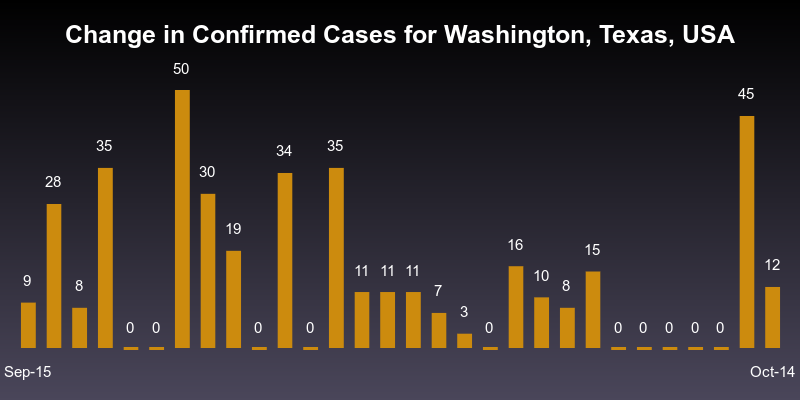 Change in Confirmed Cases for Washington, Texas, USA
9 28 8 35 0 0 50 30 19 0 34 0 35 11 11 11 7 3 0 16 10 8 15 0 0 0 0 0 45 12
Sep-15 Oct-14